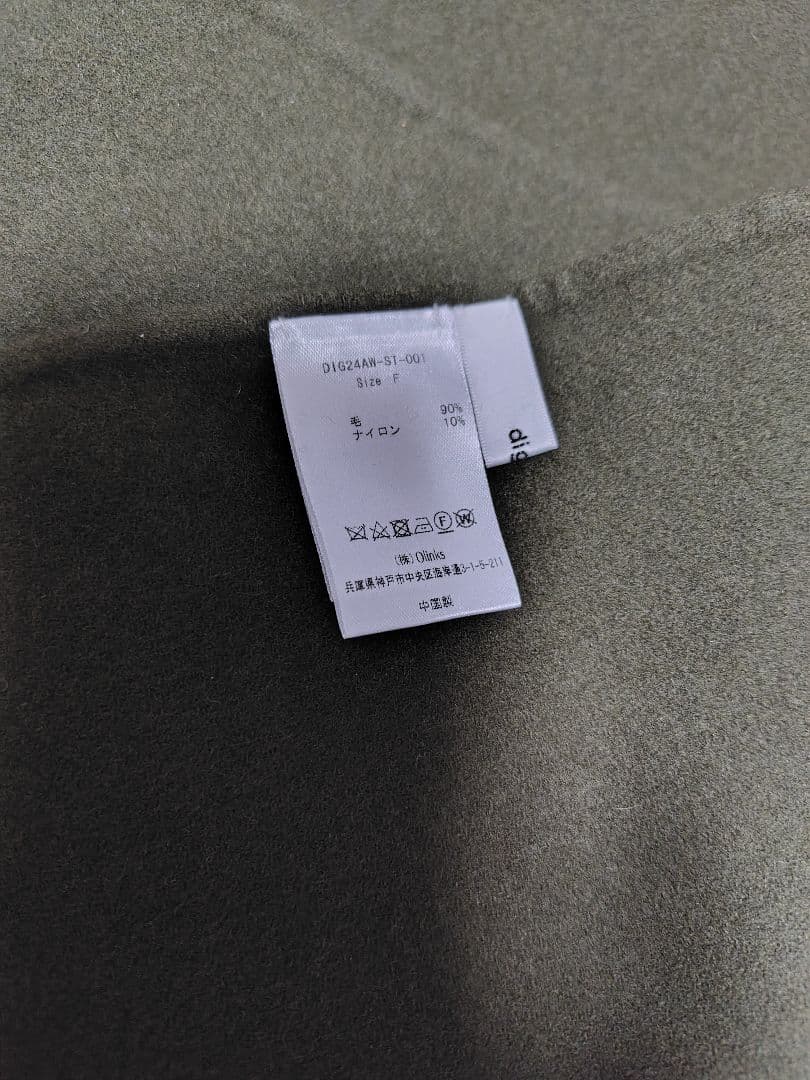 DIG24AW-ST-001
Size F
毛 90%
ナイロン 10%
(株) Olinks
兵庫県神戸市中央区海岸通3-1-5-211
中国製
dig